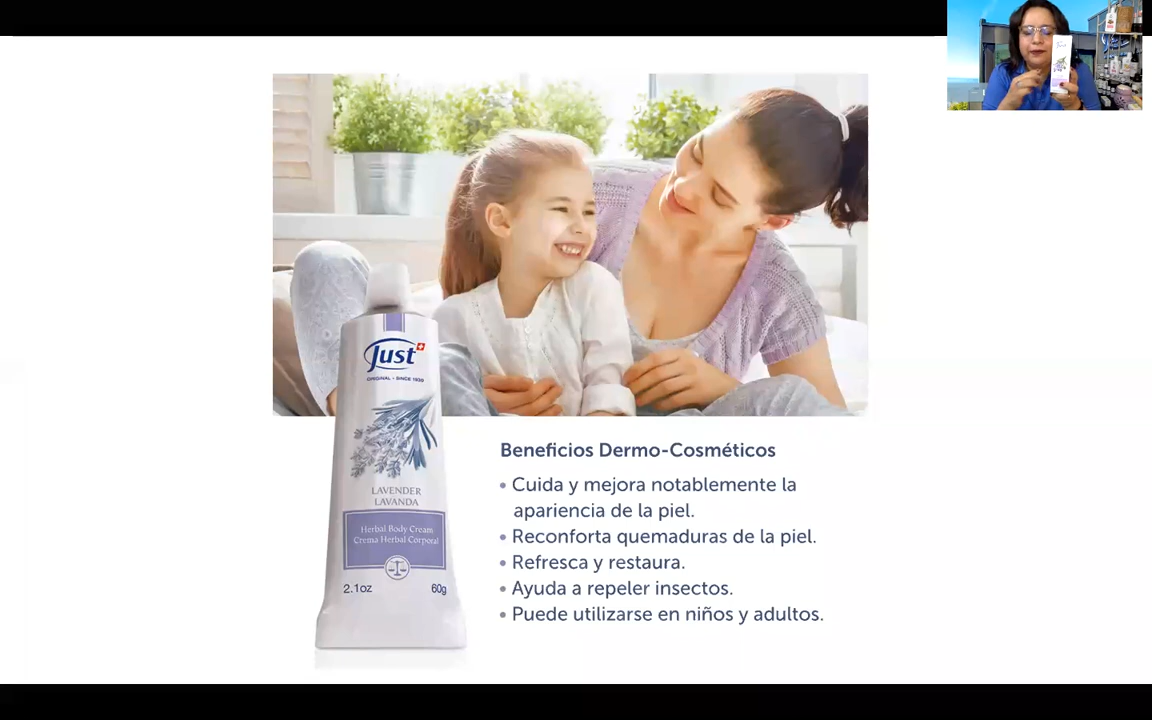 Just
ORIGINAL • SINCE 1930
LAVENDER
LAVANDA
Herbal Body Cream
Crema Herbal Corporal
2.1oz 60g
Beneficios Dermo-Cosméticos
• Cuida y mejora notablemente la
apariencia de la piel.
• Reconforta quemaduras de la piel.
• Refresca y restaura.
• Ayuda a repeler insectos.
• Puede utilizarse en niños y adultos.